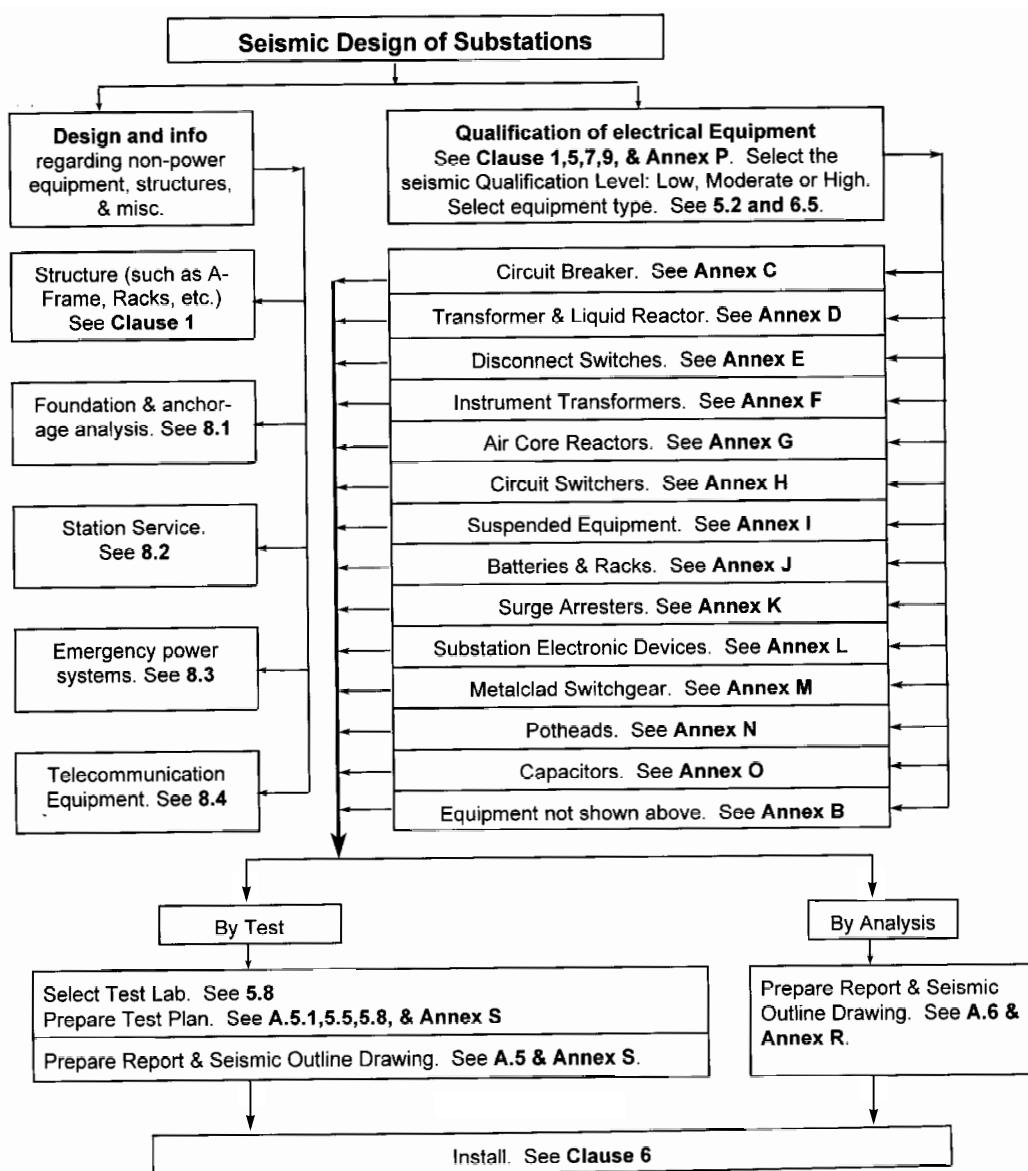 Seismic Design of Substations
Design and info
regarding non-power
equipment, structures,
& misc.
Structure (such as A-
Frame, Racks, etc.)
See Clause 1
Foundation & anchor-
age analysis. See 8.1
Station Service.
See 8.2
Emergency power
systems. See 8.3
Telecommunication
Equipment. See 8.4
Qualification of electrical Equipment
See Clause 1,5,7,9, & Annex P. Select the
seismic Qualification Level: Low, Moderate or High.
Select equipment type. See 5.2 and 6.5.
Circuit Breaker. See Annex C
Transformer & Liquid Reactor. See Annex D
Disconnect Switches. See Annex E
Instrument Transformers. See Annex F
Air Core Reactors. See Annex G
Circuit Switchers. See Annex H
Suspended Equipment. See Annex I
Batteries & Racks. See Annex J
Surge Arresters. See Annex K
Substation Electronic Devices. See Annex L
Metalclad Switchgear. See Annex M
Potheads. See Annex N
Capacitors. See Annex O
Equipment not shown above. See Annex B
By Test
Select Test Lab. See 5.8
Prepare Test Plan. See A.5.1,5.5,5.8, & Annex S
Prepare Report & Seismic Outline Drawing. See A.5 & Annex S.
By Analysis
Prepare Report & Seismic
Outline Drawing. See A.6 &
Annex R.
Install. See Clause 6